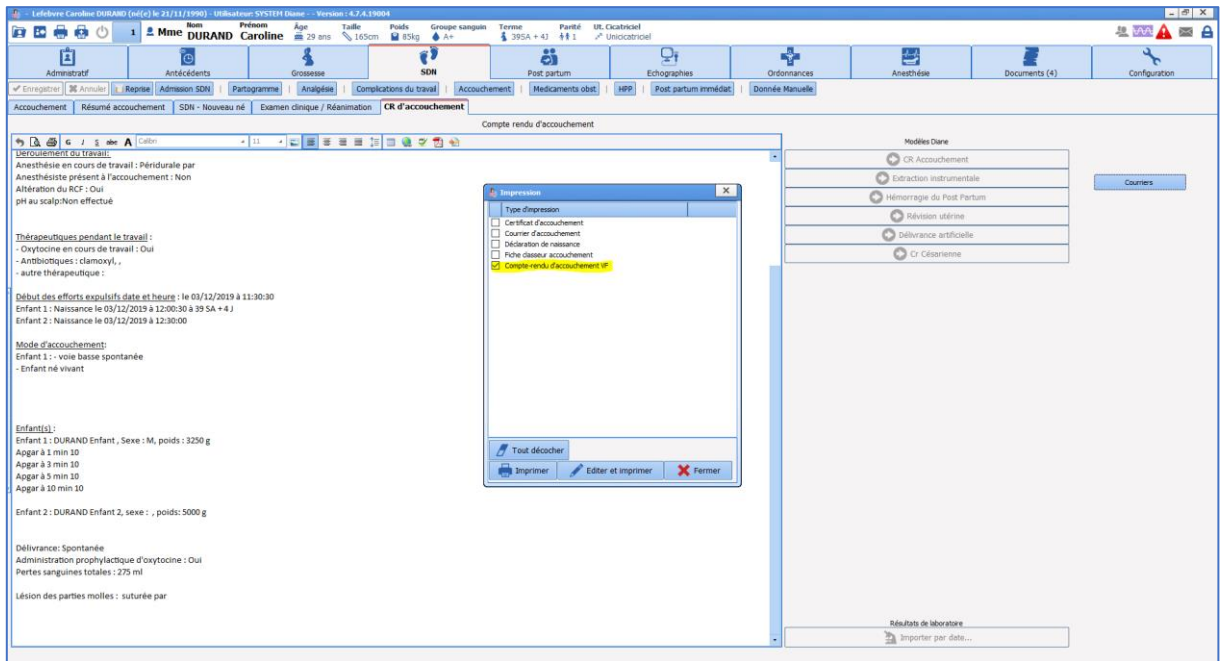 - Lefebvre Caroline DURAND (né(e) le 21/11/1990) - Utilisateur: SYSTEM Diane - - Version : 4.7.4.19004
1 Mme Nom DURAND Prénom Caroline Âge 29 ans Taille 165cm Poids 85kg Groupe sanguin A+ Terme 39SA + 4J Parité 1 Ut. Cicatriciel Unicicatriciel
Administratif Antécédents Grossesse SDN Post partum Echographies Ordonnances Anesthésie Documents (4) Configuration
Enregistrer Annuler Reprise Admission SDN | Partogramme | Analgésie | Complications du travail | Accouchement | Medicaments obst | HPP | Post partum immédiat | Donnée Manuelle
Accouchement Résumé accouchement SDN - Nouveau né Examen clinique / Réanimation CR d'accouchement
Compte rendu d'accouchement
G I S abc A Calibri 11
Déroulement du travail:
Anesthésie en cours de travail : Péridurale par
Anesthésiste présent à l'accouchement : Non
Altération du RCF : Oui
pH au scalp:Non effectué
Thérapeutiques pendant le travail :
- Oxytocine en cours de travail : Oui
- Antibiotiques : clamoxyl, ,
- autre thérapeutique :
Début des efforts expulsifs date et heure : le 03/12/2019 à 11:30:30
Enfant 1 : Naissance le 03/12/2019 à 12:00:30 à 39 SA + 4 J
Enfant 2 : Naissance le 03/12/2019 à 12:30:00
Mode d'accouchement:
Enfant 1 : - voie basse spontanée
- Enfant né vivant
Enfant(s) :
Enfant 1 : DURAND Enfant , Sexe : M, poids : 3250 g
Apgar à 1 min 10
Apgar à 3 min 10
Apgar à 5 min 10
Apgar à 10 min 10
Enfant 2 : DURAND Enfant 2, sexe : , poids: 5000 g
Délivrance: Spontanée
Administration prophylactique d'oxytocine : Oui
Pertes sanguines totales : 275 ml
Lésion des parties molles : suturée par
Impression
Type d'impression
Certificat d'accouchement
Courrier d'accouchement
Déclaration de naissance
Fiche classeur accouchement
Compte-rendu d'accouchement VF
Tout décocher
Imprimer Editer et imprimer Fermer
Modèles Diane
CR Accouchement
Extraction instrumentale
Hémorragie du Post Partum
Révision utérine
Délivrance artificielle
Cr Césarienne
Courriers
Résultats de laboratoire
Importer par date...